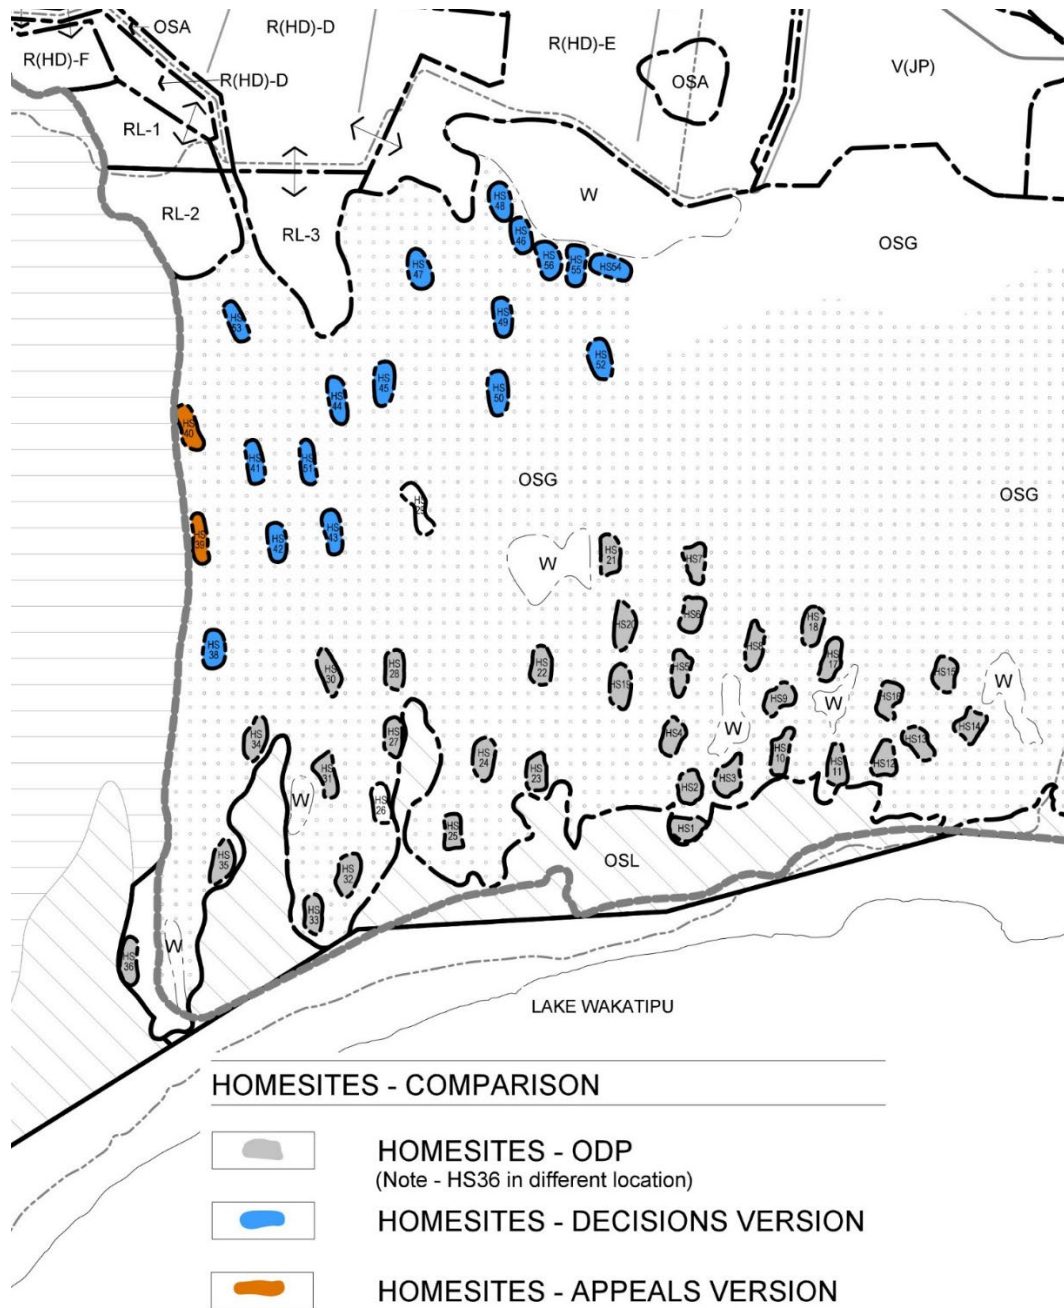 OSA
R(HD)-D
R(HD)-E
R(HD)-F
R(HD)-D
OSA
V(JP)
RL-1
RL-2
RL-3
W
OSG
HS
48
HS
46
HS
56
HS
55
HS54
HS
47
HS
53
HS
49
HS
52
HS
45
HS
44
HS
50
HS
40
HS
41
HS
51
OSG
OSG
HS
39
HS
42
HS
43
HS
W
HS
21
HS7
HS20
HS6
HS
18
HS8
HS
17
HS
38
HS
30
HS
28
HS
22
HS19
HS5
HS9
W
HS16
HS15
W
HS
34
HS
27
HS
24
HS
23
HS4
W
HS
10
HS
11
HS12
HS13
HS14
HS
31
W
HS
26
HS
25
HS2
HS3
HS1
HS
35
HS
32
OSL
HS
33
HS
36
W
LAKE WAKATIPU
HOMESITES - COMPARISON
HOMESITES - ODP
(Note - HS36 in different location)
HOMESITES - DECISIONS VERSION
HOMESITES - APPEALS VERSION